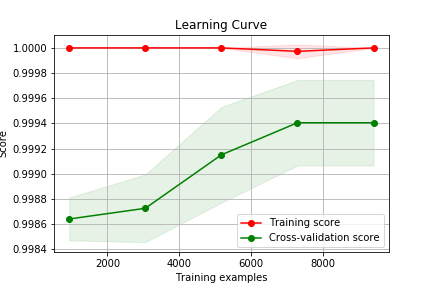 Learning Curve
1.0000
0.9998
0.9996
0.9994
0.9992
0.9990
0.9988
0.9986
0.9984
Score
Training score
Cross-validation score
2000 4000 6000 8000
Training examples